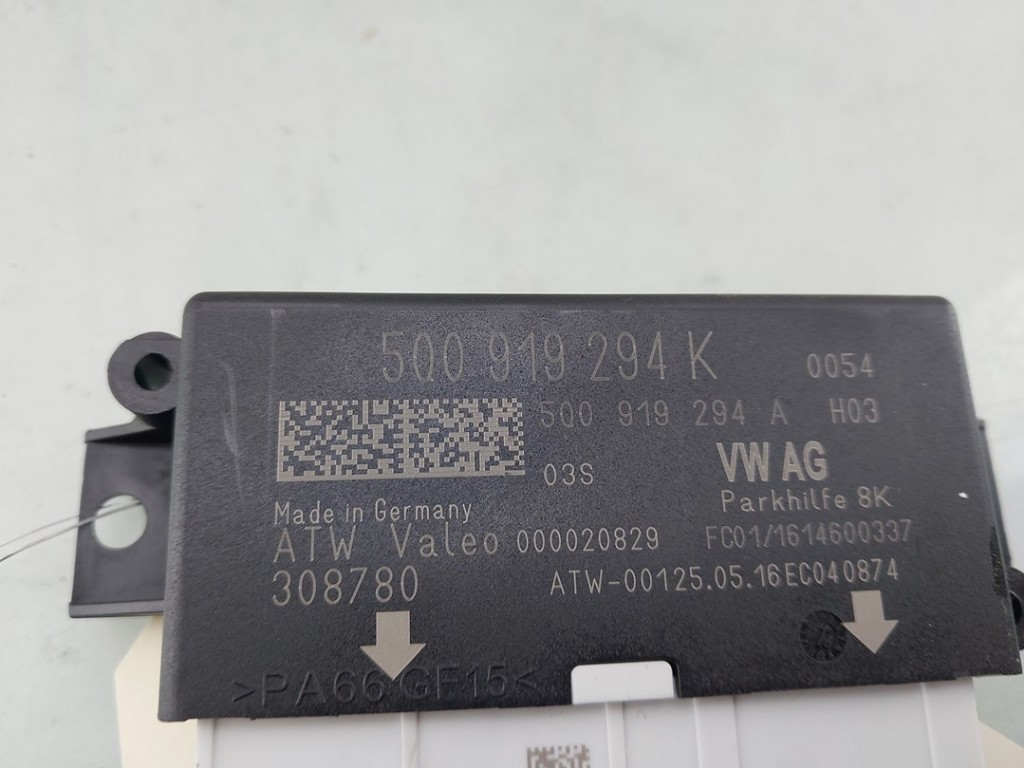 5Q0 919 294 K 0054
5Q0 919 294 A H03
03S VW AG
Parkhilfe 8K
Made in Germany
ATW Valeo 000020829 FC01/1614600337
308780 ATW-00125.05.16EC040874
>PA66 GF15<